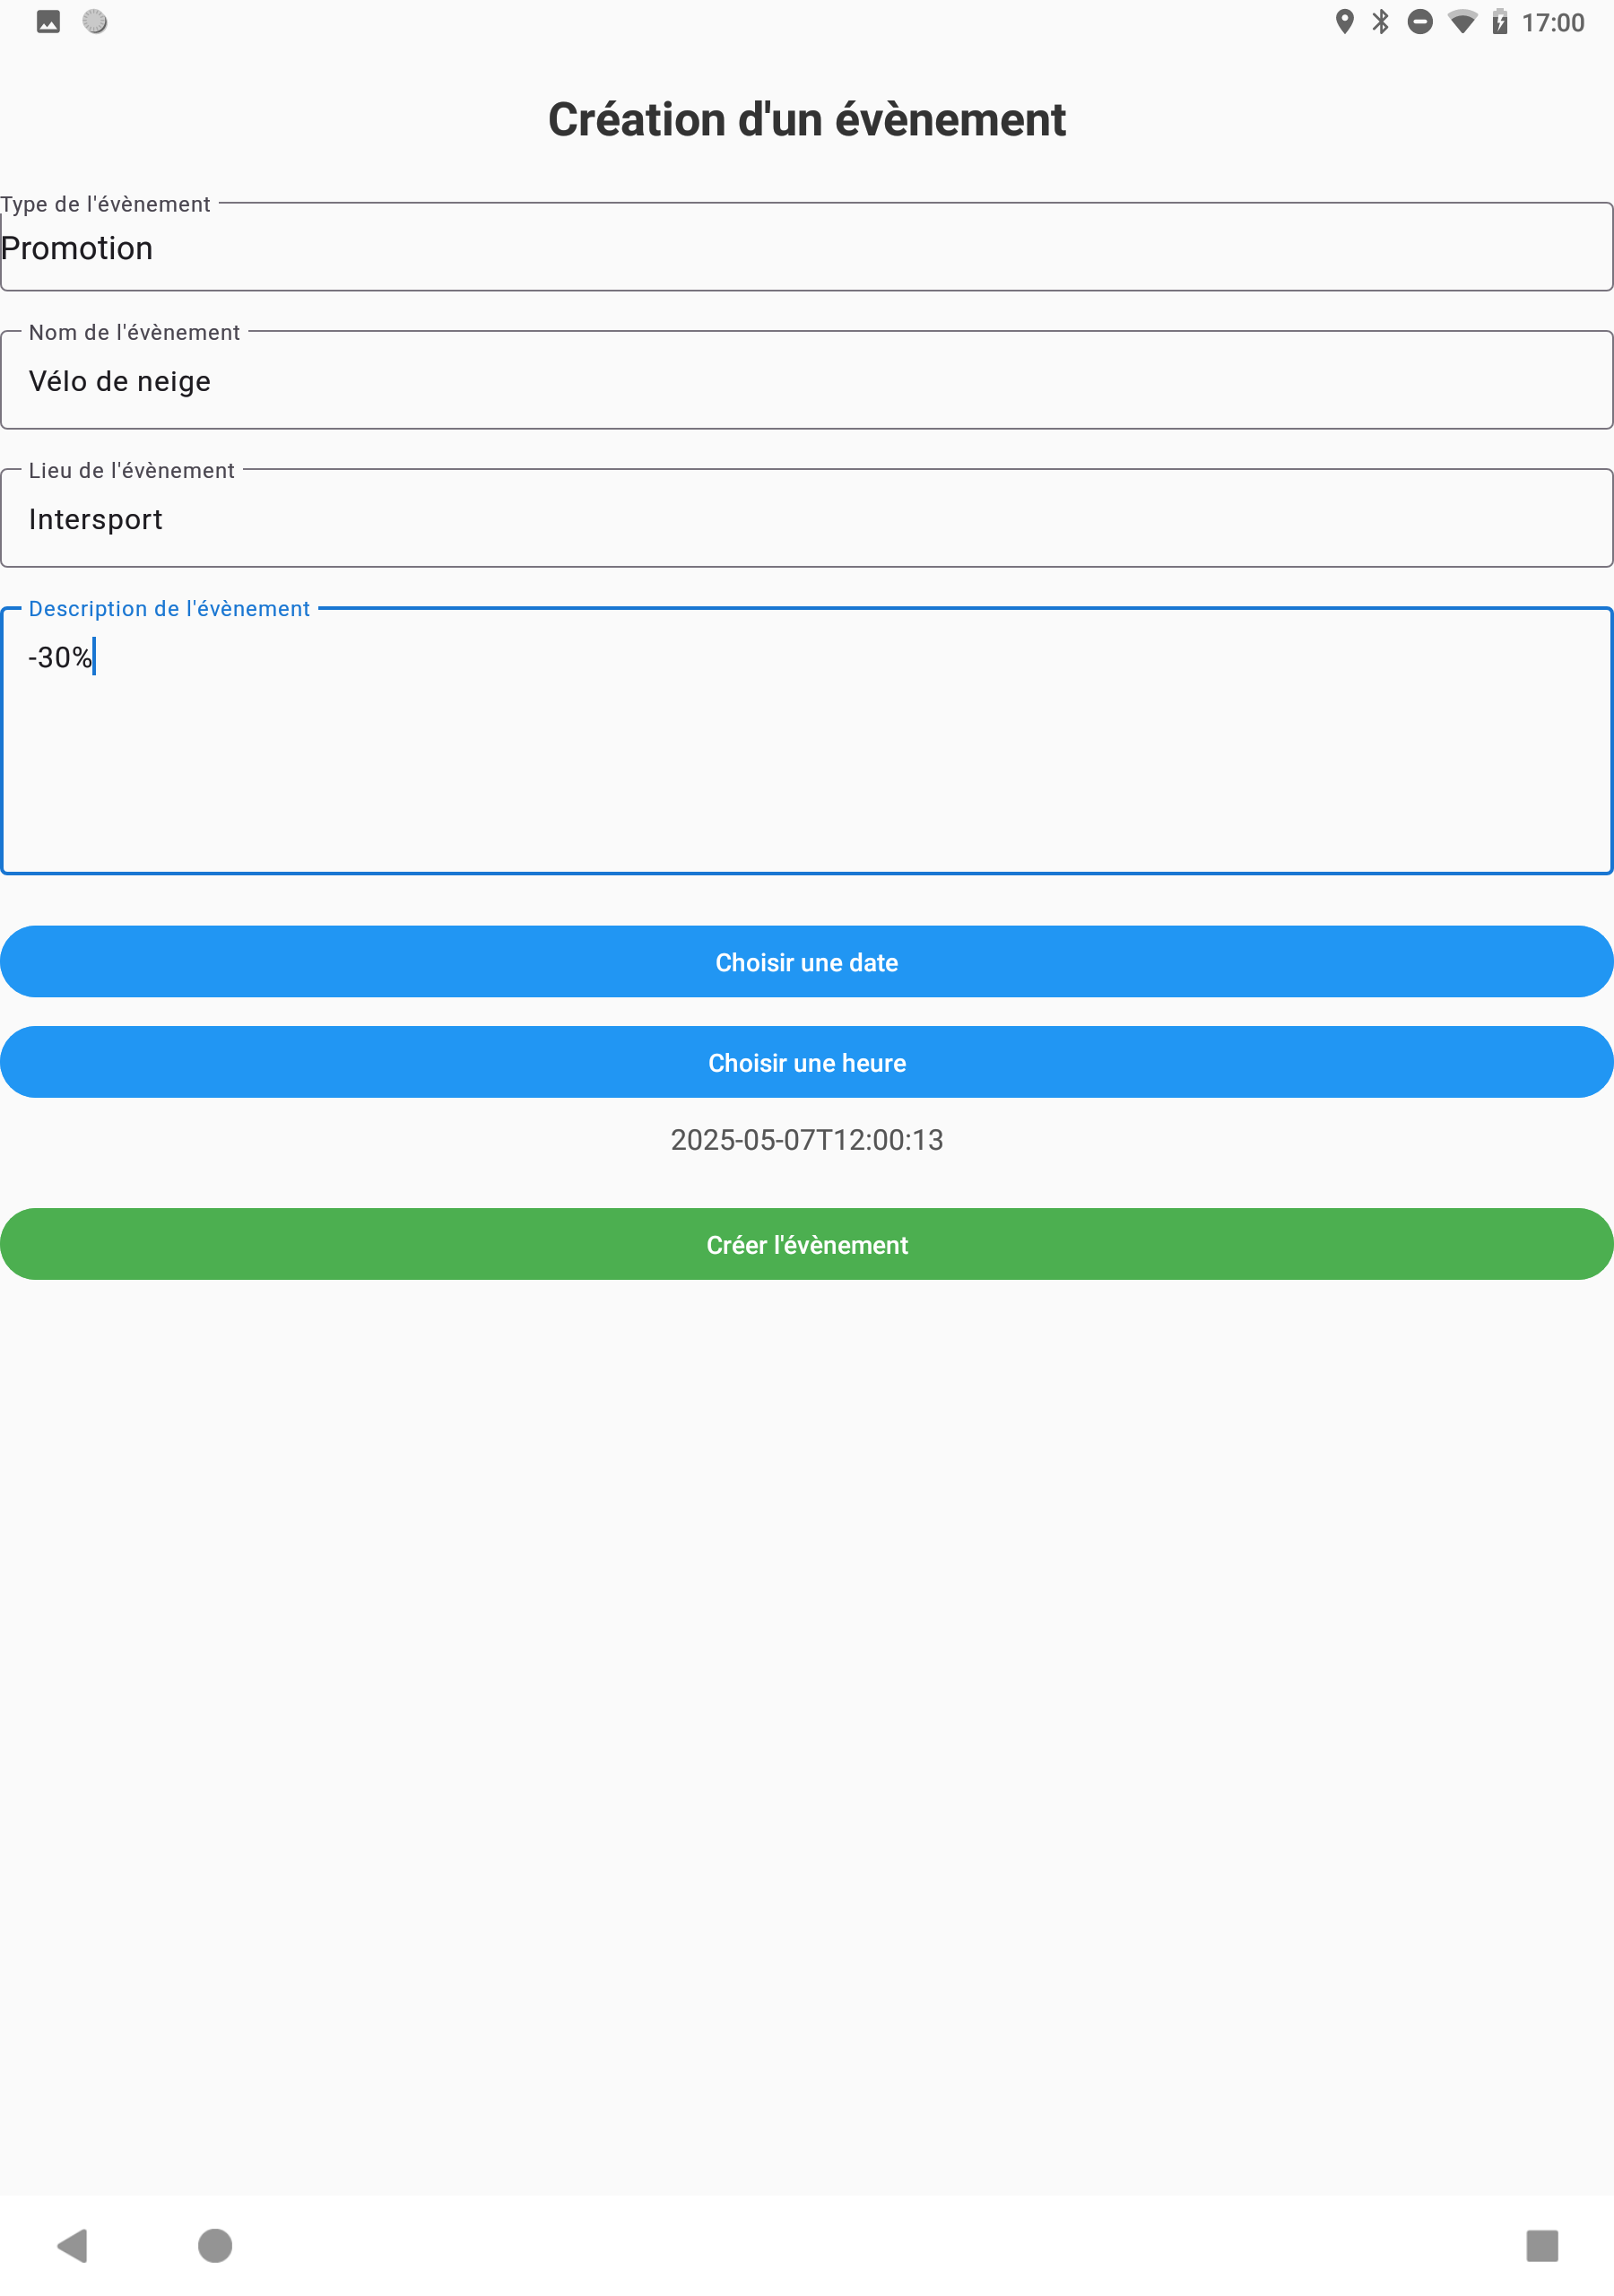 17:00
Création d'un évènement
Type de l'évènement
Promotion
Nom de l'évènement
Vélo de neige
Lieu de l'évènement
Intersport
Description de l'évènement
-30%
Choisir une date
Choisir une heure
2025-05-07T12:00:13
Créer l'évènement